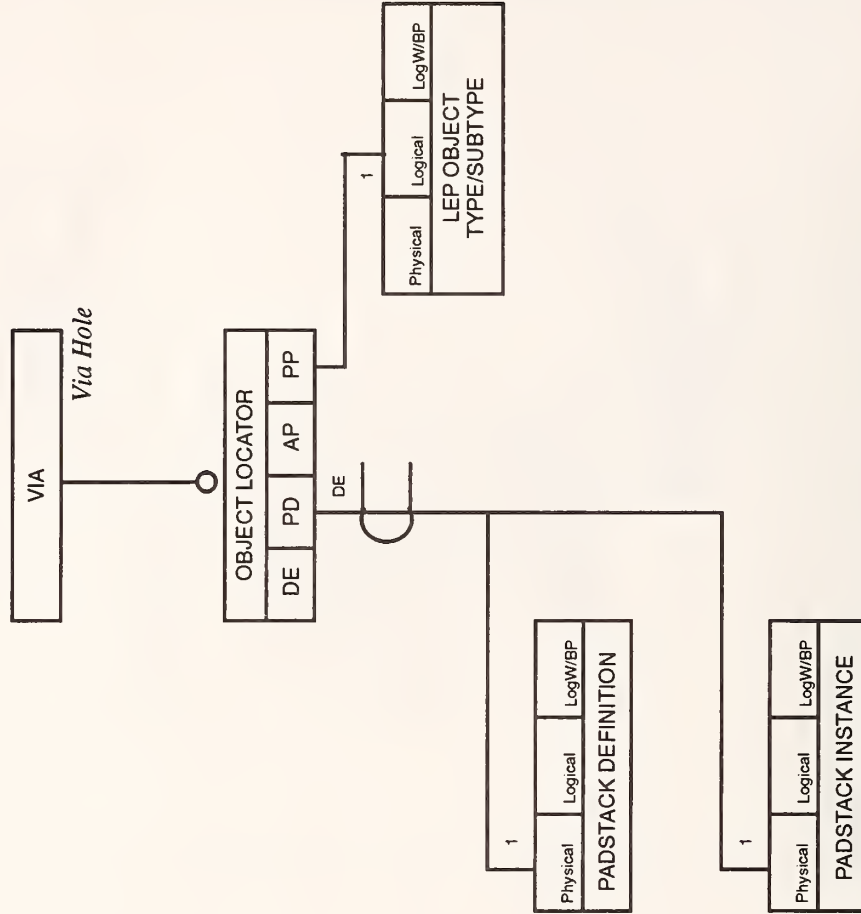 VIA
Via Hole
OBJECT LOCATOR
DE PD AP PP
DE
1
Physical Logical LogW/BP
LEP OBJECT
TYPE/SUBTYPE
1
Physical Logical LogW/BP
PADSTACK DEFINITION
1
Physical Logical LogW/BP
PADSTACK INSTANCE